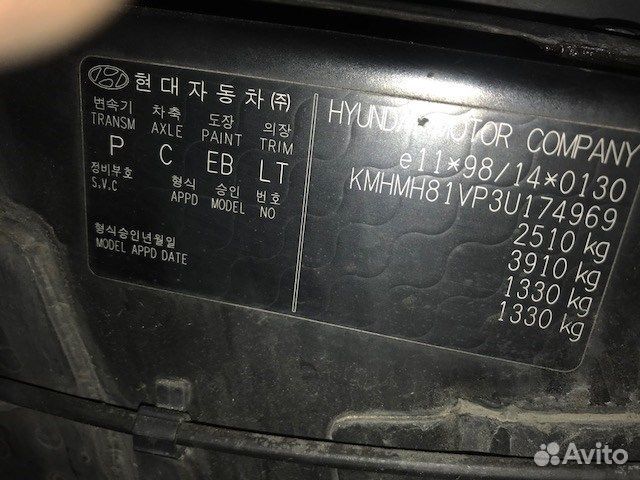 현대자동차(주)
변속기 차축 도장 의장
TRANSM AXLE PAINT TRIM
P C EB LT
정비부호 형식 승인 번호
S.V.C APPD MODEL NO
형식승인년월일
MODEL APPD DATE
HYUNDAI MOTOR COMPANY
e11*98/14*0130
KMHMH81VP3U174969
2510 kg
3910 kg
1330 kg
1330 kg
Avito